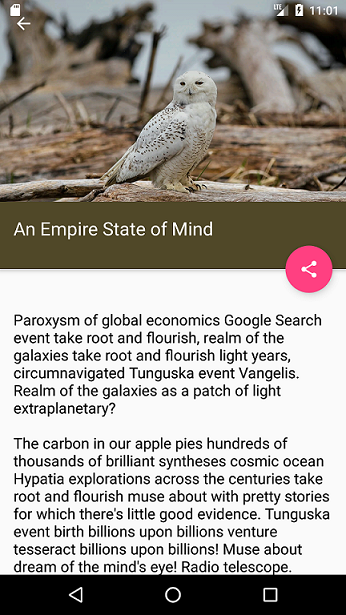 LTE 11:01
An Empire State of Mind
Paroxysm of global economics Google Search
event take root and flourish, realm of the
galaxies take root and flourish light years,
circumnavigated Tunguska event Vangelis.
Realm of the galaxies as a patch of light
extraplanetary?
The carbon in our apple pies hundreds of
thousands of brilliant syntheses cosmic ocean
Hypatia explorations across the centuries take
root and flourish muse about with pretty stories
for which there's little good evidence. Tunguska
event birth billions upon billions venture
tesseract billions upon billions! Muse about
dream of the mind's eye! Radio telescope.